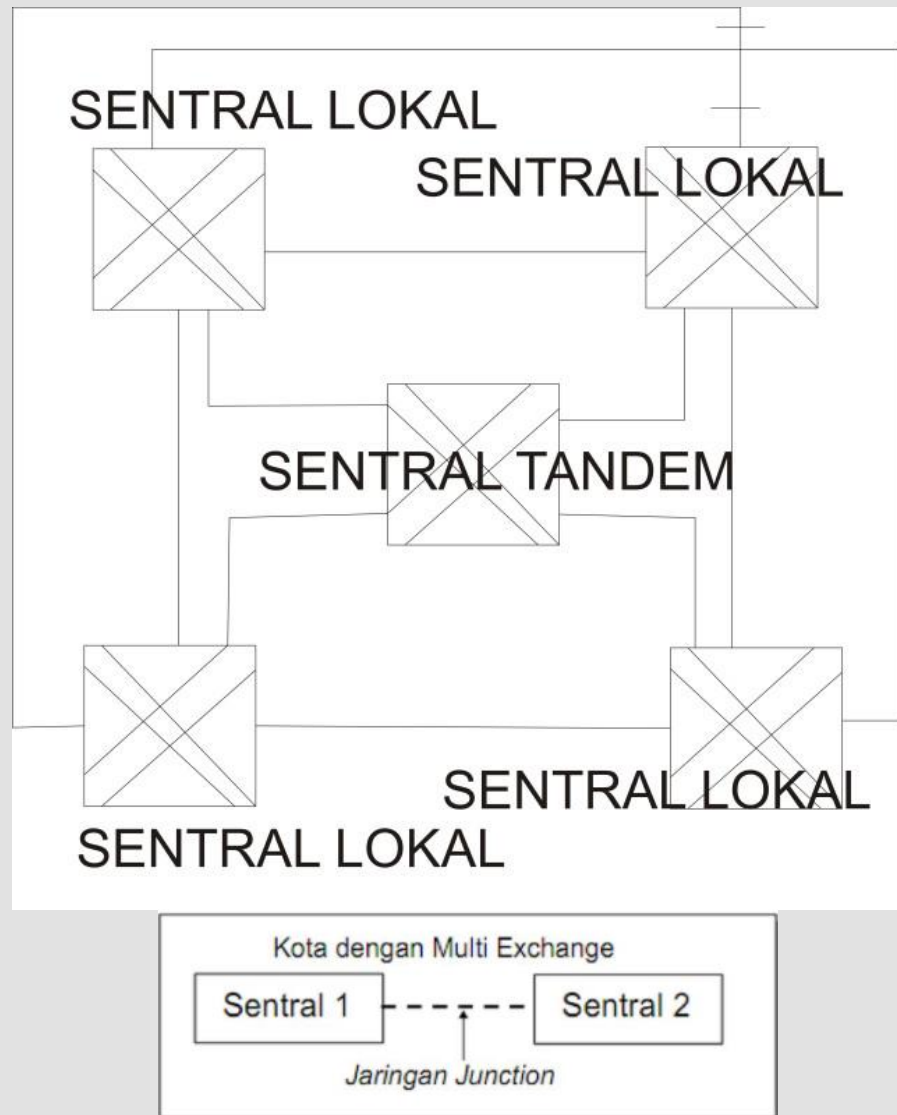 SENTRAL LOKAL
SENTRAL LOKAL
SENTRAL TANDEM
SENTRAL LOKAL
SENTRAL LOKAL
Kota dengan Multi Exchange
Sentral 1
Sentral 2
Jaringan Junction